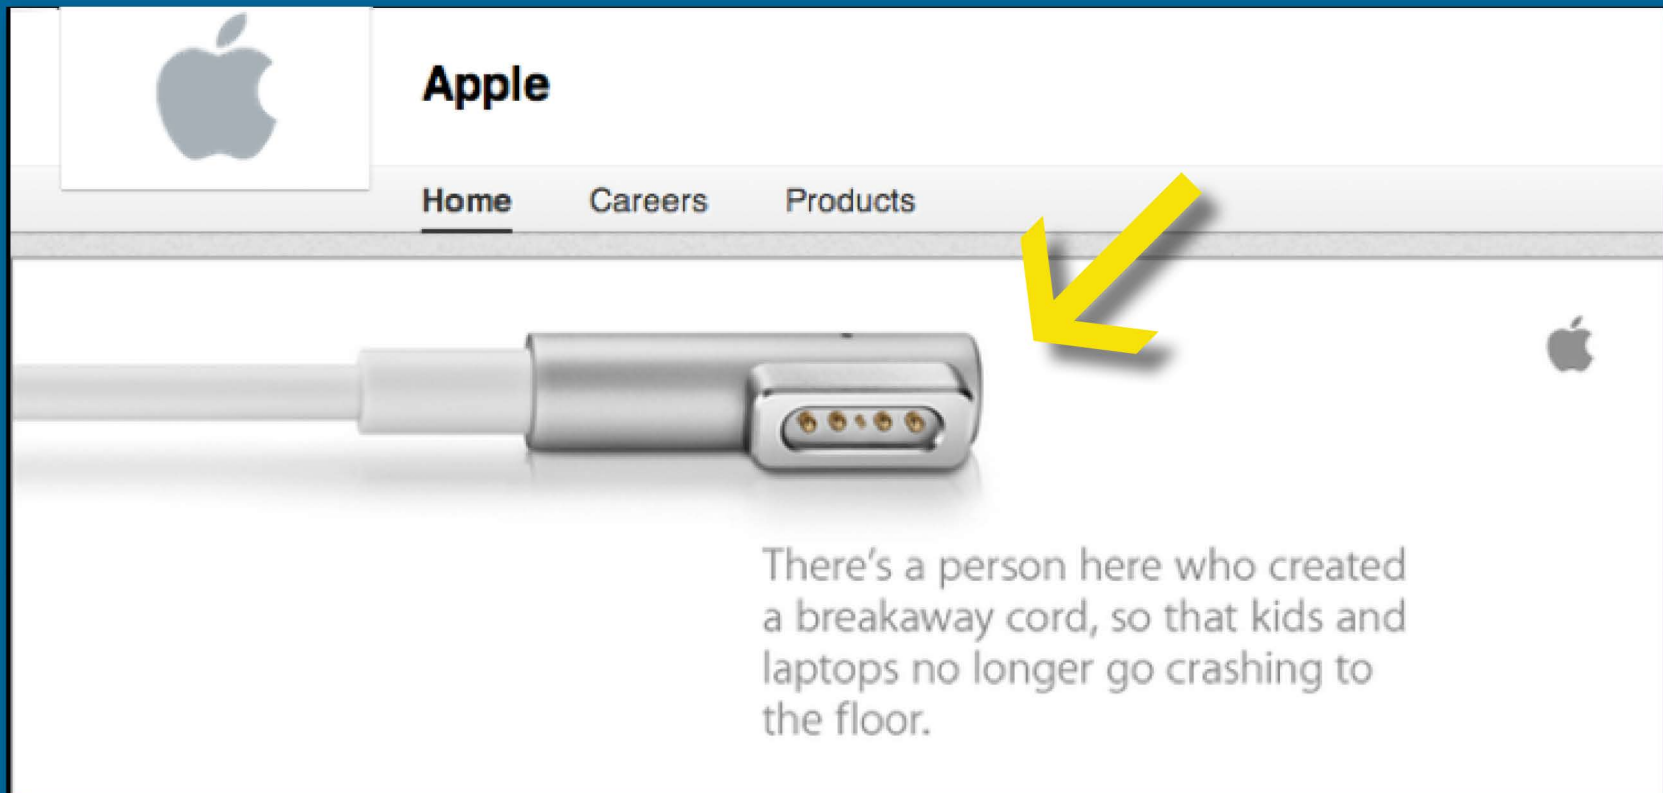 Apple
Home Careers Products
There's a person here who created
a breakaway cord, so that kids and
laptops no longer go crashing to
the floor.